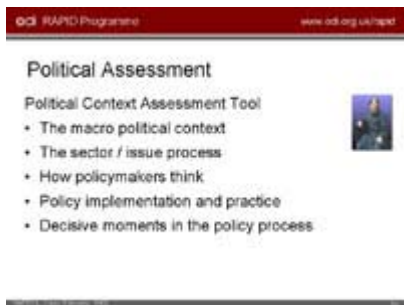 odi RAPID Programme
www.odi.org.uk/rapid
Political Assessment
Political Context Assessment Tool
• The macro political context
• The sector / issue process
• How policymakers think
• Policy implementation and practice
• Decisive moments in the policy process